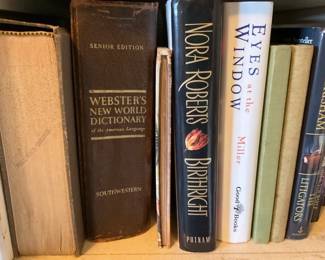 SENIOR EDITION
WEBSTER'S
NEW WORLD
DICTIONARY
of the American Language
SOUTHWESTERN
NORA ROBERTS
BIRTHRIGHT
PUTNAM
EYES
at the
WINDOW
Miller
Good Books
LITIGATORS